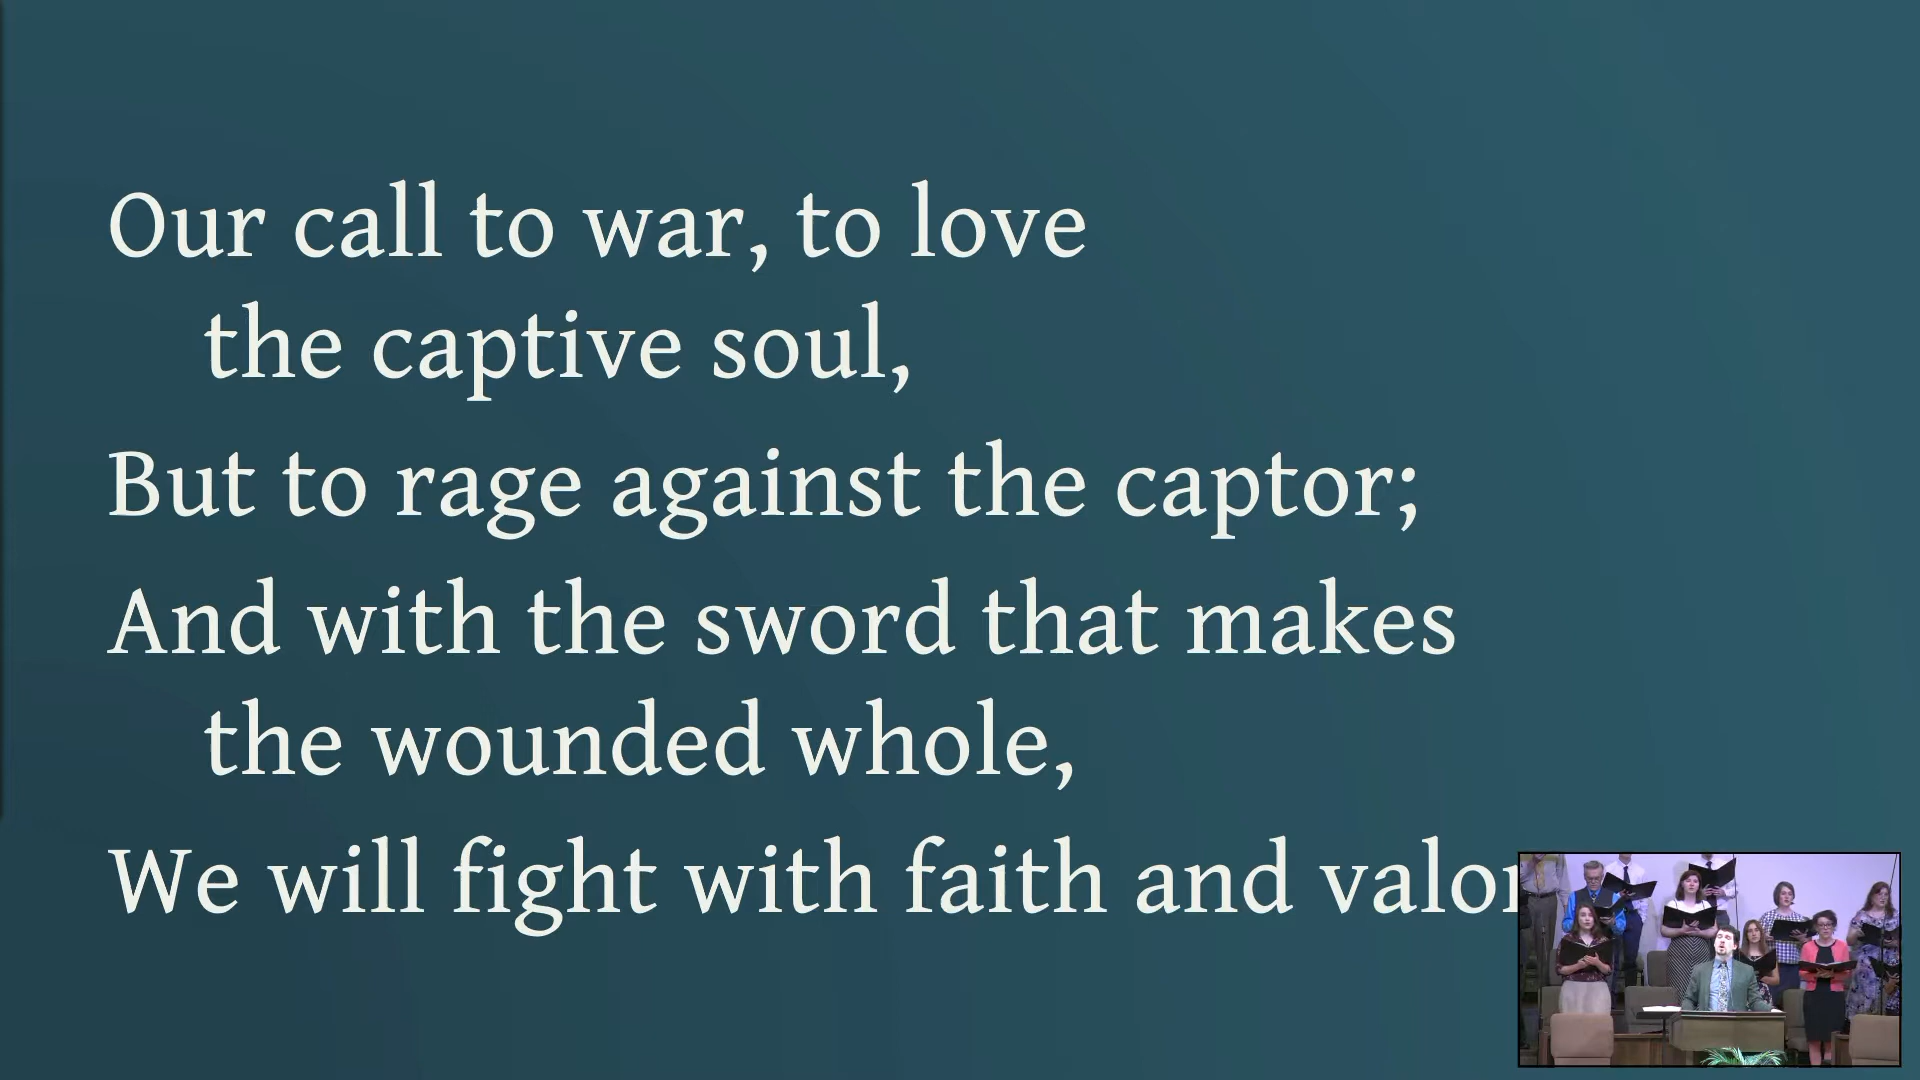 Our call to war, to love
the captive soul,
But to rage against the captor;
And with the sword that makes
the wounded whole,
We will fight with faith and valor